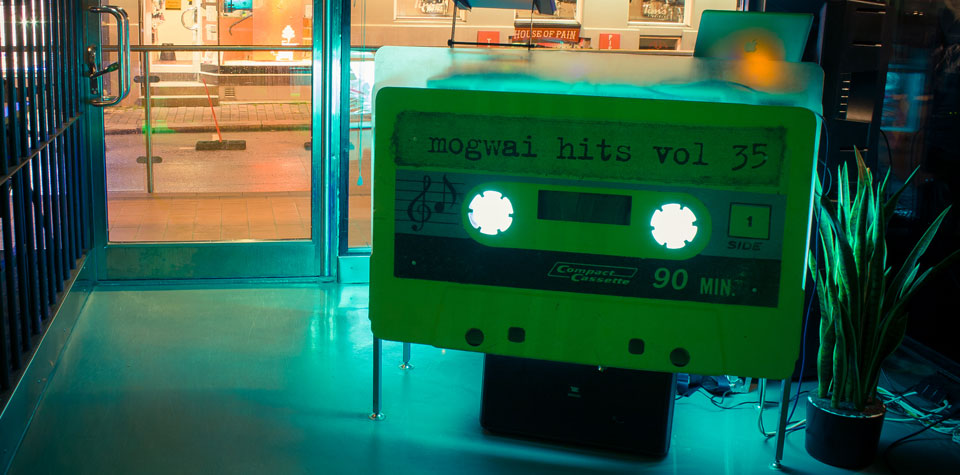 HOUSE OF PAIN
mogwai hits vol 35
1
SIDE
Compact
Cassette
90 MIN.